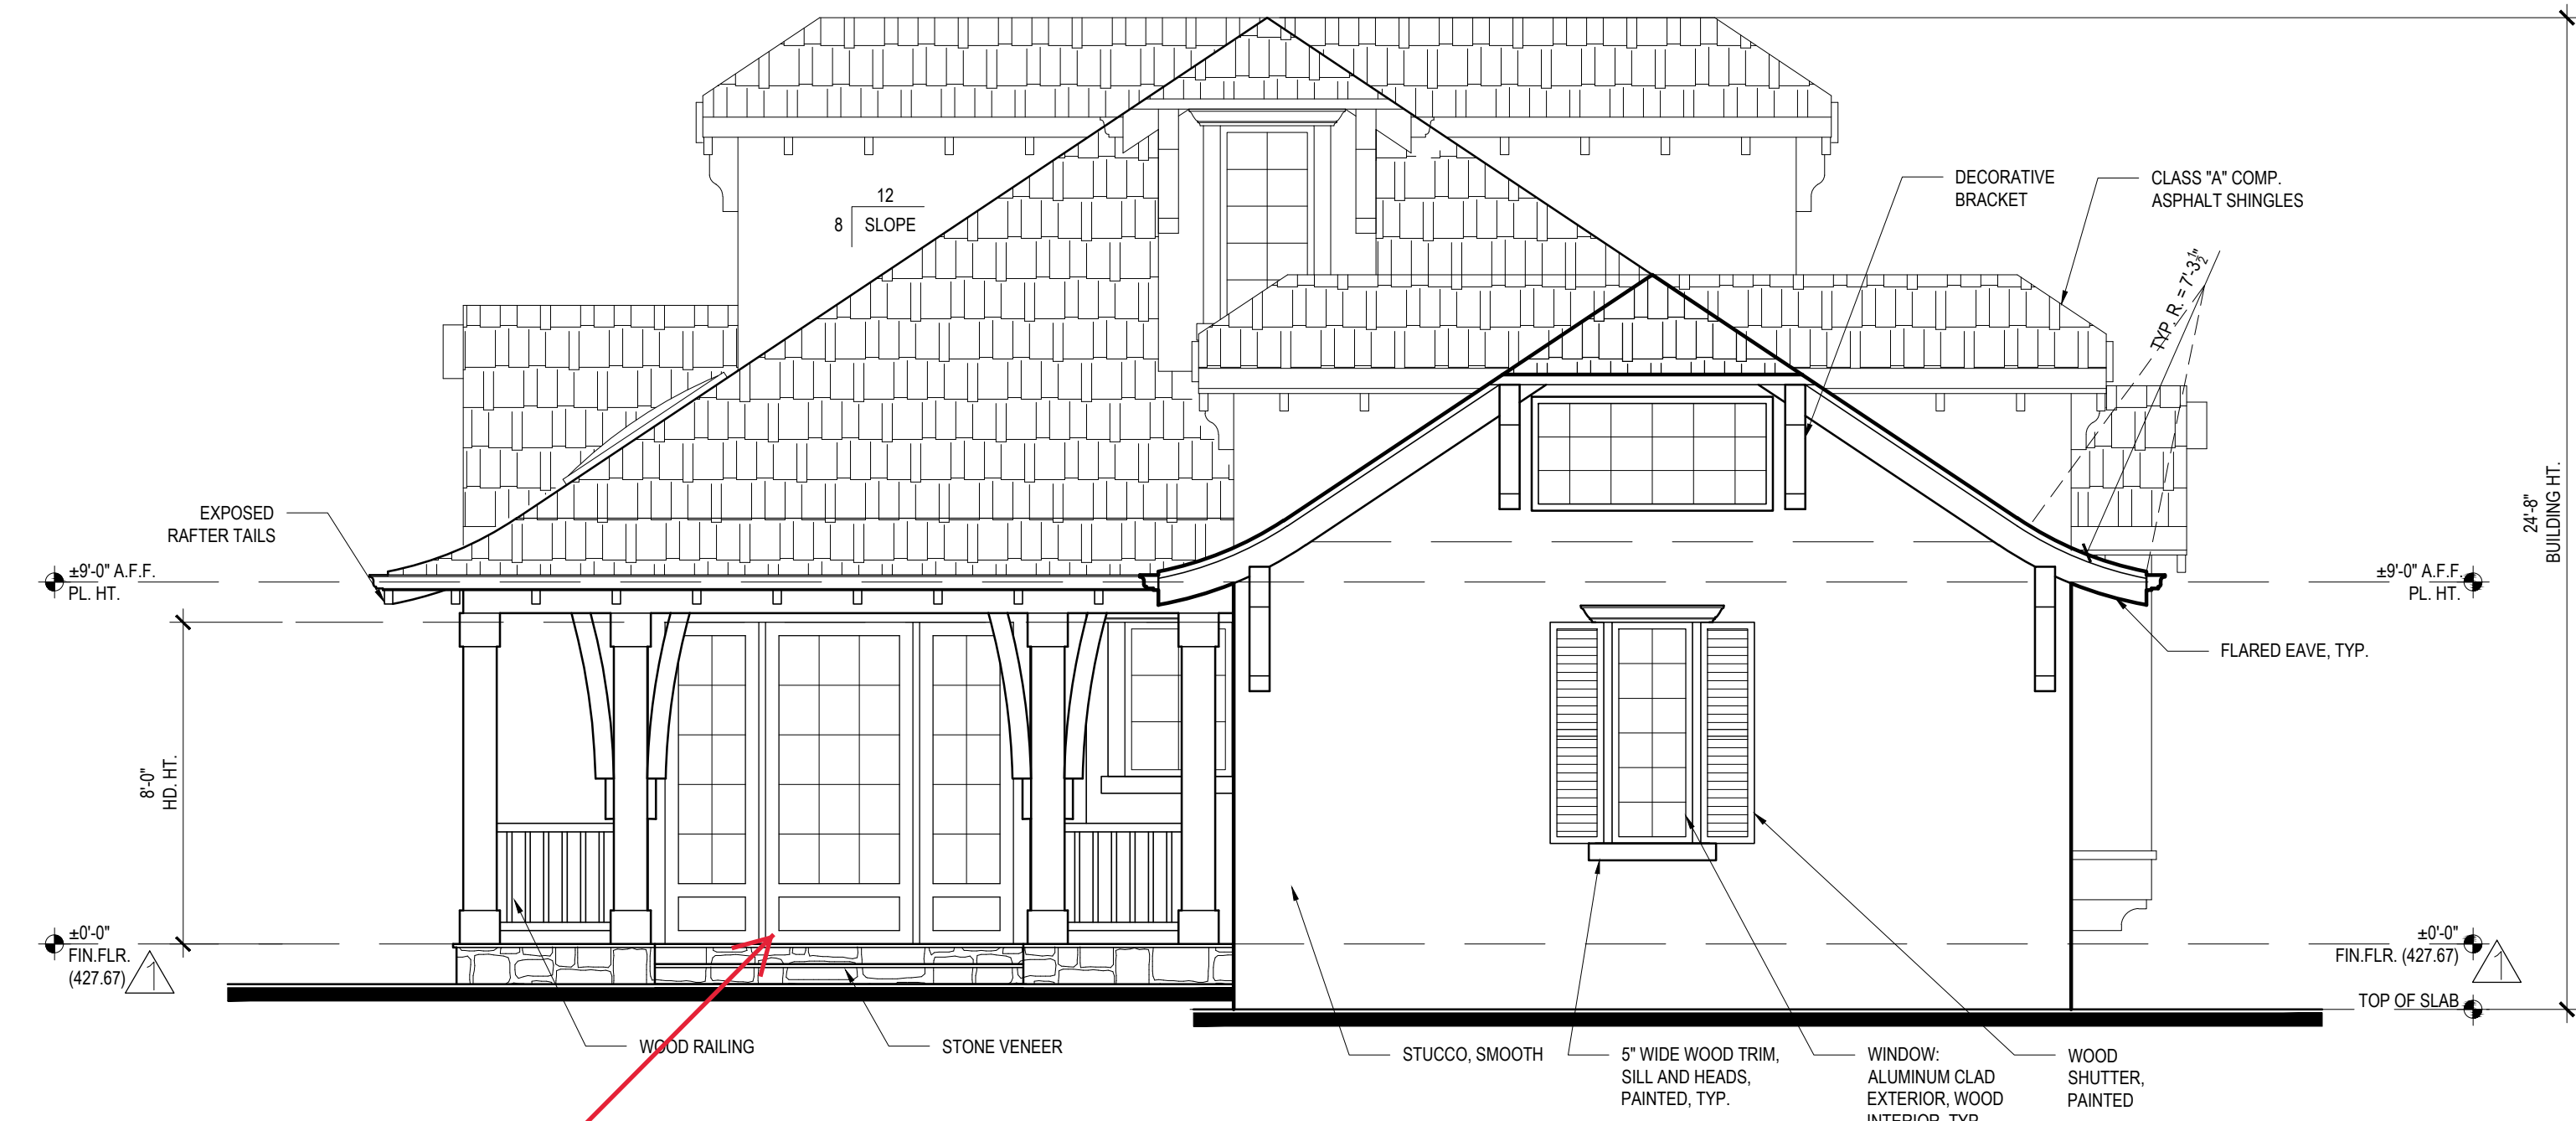 12
8 SLOPE
DECORATIVE
BRACKET
CLASS "A" COMP.
ASPHALT SHINGLES
TYP. R. = 7'-3½"
24'-8"
BUILDING HT.
EXPOSED
RAFTER TAILS
±9'-0" A.F.F.
PL. HT.
±9'-0" A.F.F.
PL. HT.
FLARED EAVE, TYP.
8'-0"
HD. HT.
±0'-0"
FIN.FLR.
(427.67)
1
±0'-0"
FIN.FLR. (427.67)
1
TOP OF SLAB
WOOD RAILING
STONE VENEER
STUCCO, SMOOTH
5" WIDE WOOD TRIM,
SILL AND HEADS,
PAINTED, TYP.
WINDOW:
ALUMINUM CLAD
EXTERIOR, WOOD
INTERIOR, TYP.
WOOD
SHUTTER,
PAINTED